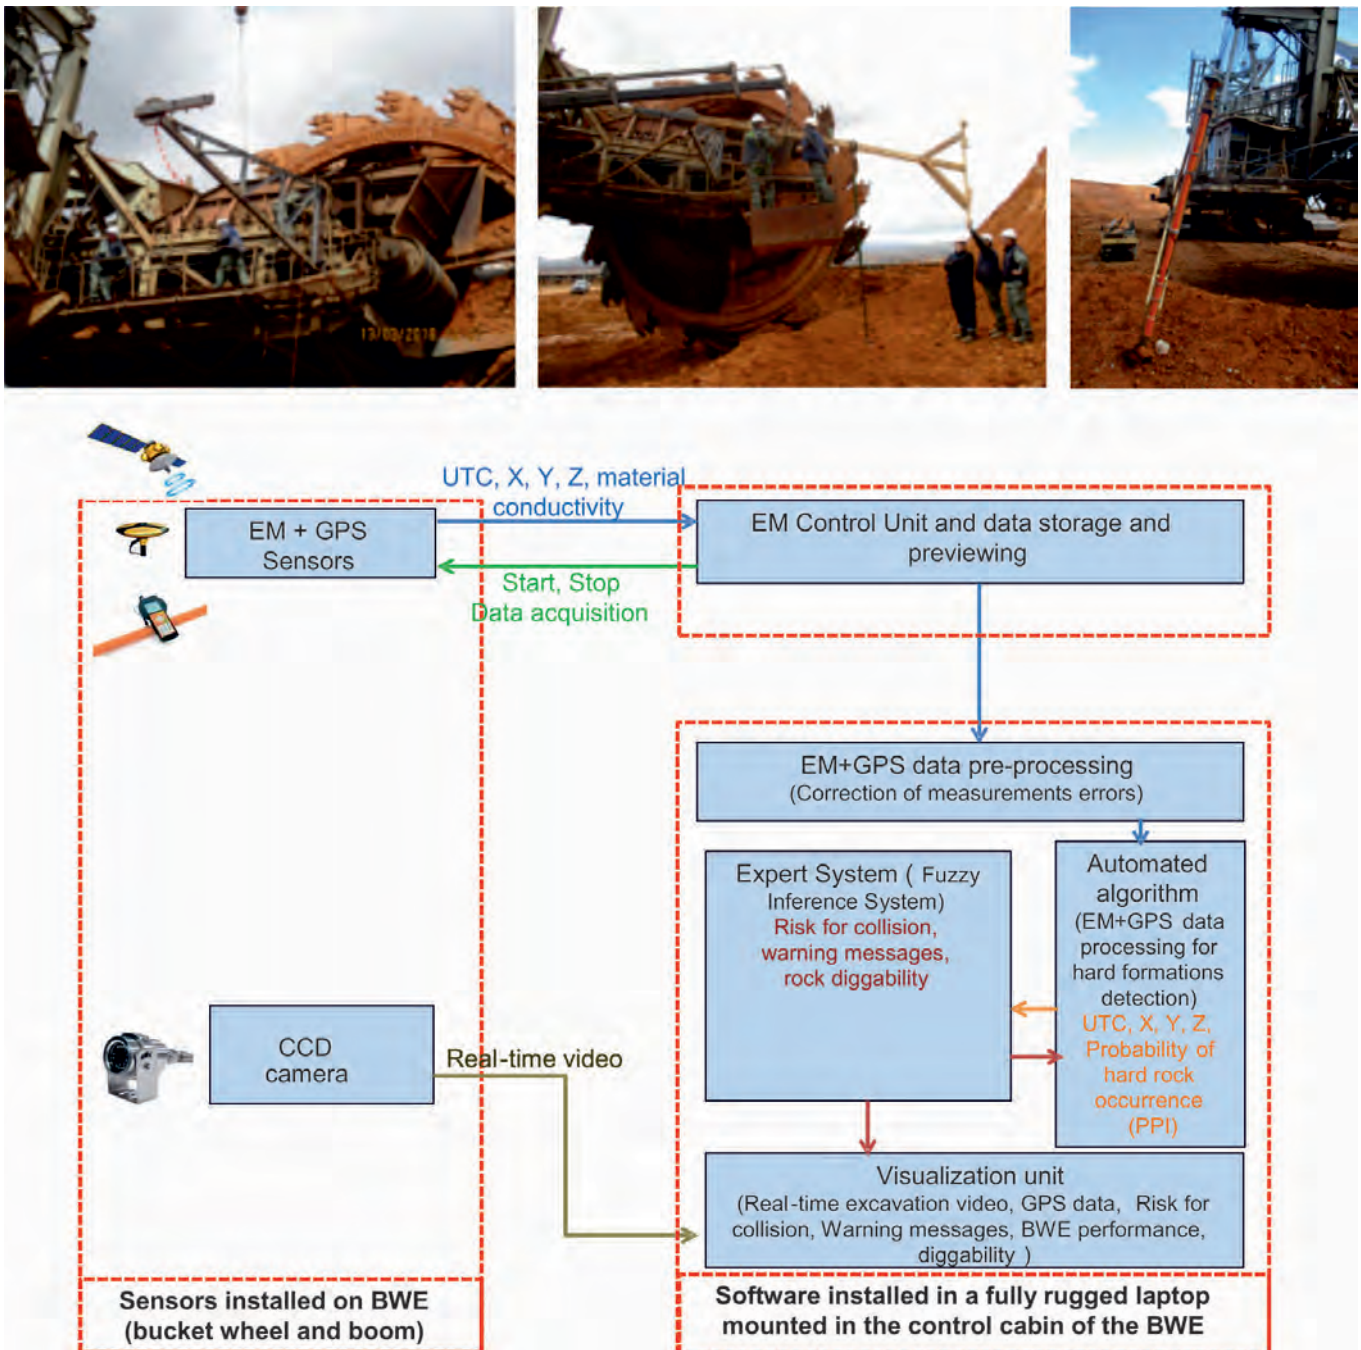 UTC, X, Y, Z, material
conductivity
EM + GPS
Sensors
EM Control Unit and data storage and
previewing
Start, Stop
Data acquisition
EM+GPS data pre-processing
(Correction of measurements errors)
Expert System ( Fuzzy
Inference System)
Risk for collision,
warning messages,
rock diggability
Automated
algorithm
(EM+GPS data
processing for
hard formations
detection)
UTC, X, Y, Z,
Probability of
hard rock
occurrence
(PPI)
CCD
camera
Real-time video
Visualization unit
(Real-time excavation video, GPS data, Risk for
collision, Warning messages, BWE performance,
diggability )
Sensors installed on BWE
(bucket wheel and boom)
Software installed in a fully rugged laptop
mounted in the control cabin of the BWE